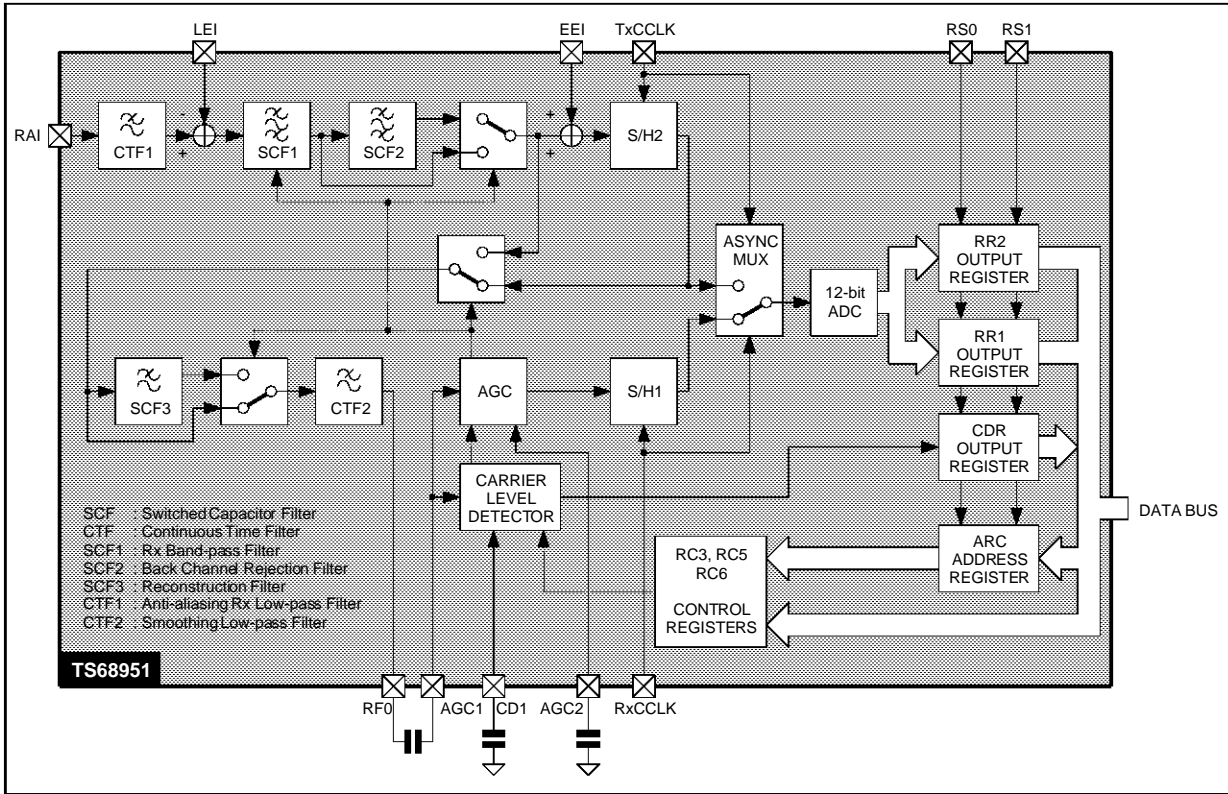 LEI
EEI
TxCCLK
RS0
RS1
RAI
CTF1
-
+
SCF1
SCF2
+
+
S/H2
ASYNC
MUX
12-bit
ADC
RR2
OUTPUT
REGISTER
RR1
OUTPUT
REGISTER
SCF3
CTF2
AGC
S/H1
CDR
OUTPUT
REGISTER
CARRIER
LEVEL
DETECTOR
DATA BUS
ARC
ADDRESS
REGISTER
RC3, RC5
RC6
CONTROL
REGISTERS
SCF : Switched Capacitor Filter
CTF : Continuous Time Filter
SCF1 : Rx Band-pass Filter
SCF2 : Back Channel Rejection Filter
SCF3 : Reconstruction Filter
CTF1 : Anti-aliasing Rx Low-pass Filter
CTF2 : Smoothing Low-pass Filter
TS68951
RF0
AGC1
CD1
AGC2
RxCCLK